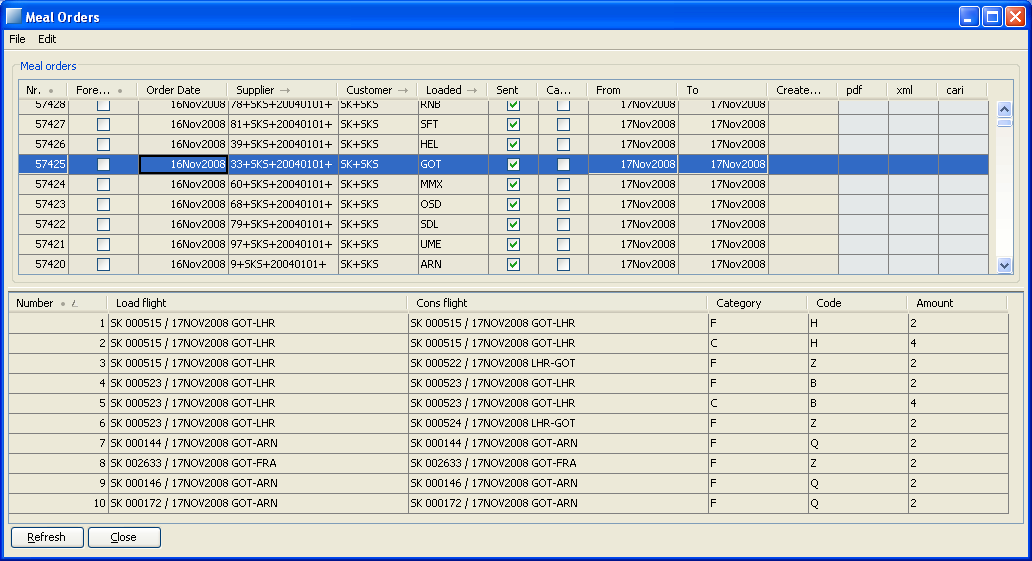 Meal Orders
File Edit
Meal orders
Nr. Fore... Order Date Supplier Customer Loaded Sent Ca... From To Create... pdf xml cari
57428 16Nov2008 78+SKS+20040101+ SK+SKS RNB 17Nov2008 17Nov2008
57427 16Nov2008 81+SKS+20040101+ SK+SKS SFT 17Nov2008 17Nov2008
57426 16Nov2008 39+SKS+20040101+ SK+SKS HEL 17Nov2008 17Nov2008
57425 16Nov2008 33+SKS+20040101+ SK+SKS GOT 17Nov2008 17Nov2008
57424 16Nov2008 60+SKS+20040101+ SK+SKS MMX 17Nov2008 17Nov2008
57423 16Nov2008 68+SKS+20040101+ SK+SKS OSD 17Nov2008 17Nov2008
57422 16Nov2008 79+SKS+20040101+ SK+SKS SDL 17Nov2008 17Nov2008
57421 16Nov2008 97+SKS+20040101+ SK+SKS UME 17Nov2008 17Nov2008
57420 16Nov2008 9+SKS+20040101+ SK+SKS ARN 17Nov2008 17Nov2008
Number Load flight Cons flight Category Code Amount
1 SK 000515 / 17NOV2008 GOT-LHR SK 000515 / 17NOV2008 GOT-LHR F H 2
2 SK 000515 / 17NOV2008 GOT-LHR SK 000515 / 17NOV2008 GOT-LHR C H 4
3 SK 000515 / 17NOV2008 GOT-LHR SK 000522 / 17NOV2008 LHR-GOT F Z 2
4 SK 000523 / 17NOV2008 GOT-LHR SK 000523 / 17NOV2008 GOT-LHR F B 2
5 SK 000523 / 17NOV2008 GOT-LHR SK 000523 / 17NOV2008 GOT-LHR C B 4
6 SK 000523 / 17NOV2008 GOT-LHR SK 000524 / 17NOV2008 LHR-GOT F Z 2
7 SK 000144 / 17NOV2008 GOT-ARN SK 000144 / 17NOV2008 GOT-ARN F Q 2
8 SK 002633 / 17NOV2008 GOT-FRA SK 002633 / 17NOV2008 GOT-FRA F Z 2
9 SK 000146 / 17NOV2008 GOT-ARN SK 000146 / 17NOV2008 GOT-ARN F Q 2
10 SK 000172 / 17NOV2008 GOT-ARN SK 000172 / 17NOV2008 GOT-ARN F Q 2
Refresh Close